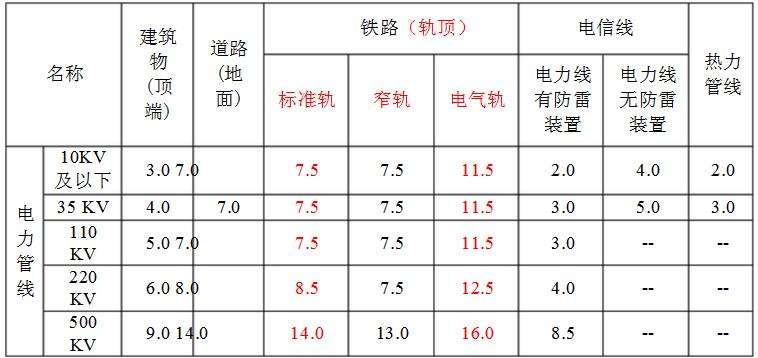 名称 建筑物(顶端) 道路(地面) 铁路（轨顶） 电信线 热力管线
标准轨 窄轨 电气轨 电力线有防雷装置 电力线无防雷装置
电力管线
10KV及以下 3.0 7.0 7.5 7.5 11.5 2.0 4.0 2.0
35 KV 4.0 7.0 7.5 7.5 11.5 3.0 5.0 3.0
110 KV 5.0 7.0 7.5 7.5 11.5 3.0 -- --
220 KV 6.0 8.0 8.5 7.5 12.5 4.0 -- --
500 KV 9.0 14.0 14.0 13.0 16.0 8.5 -- --